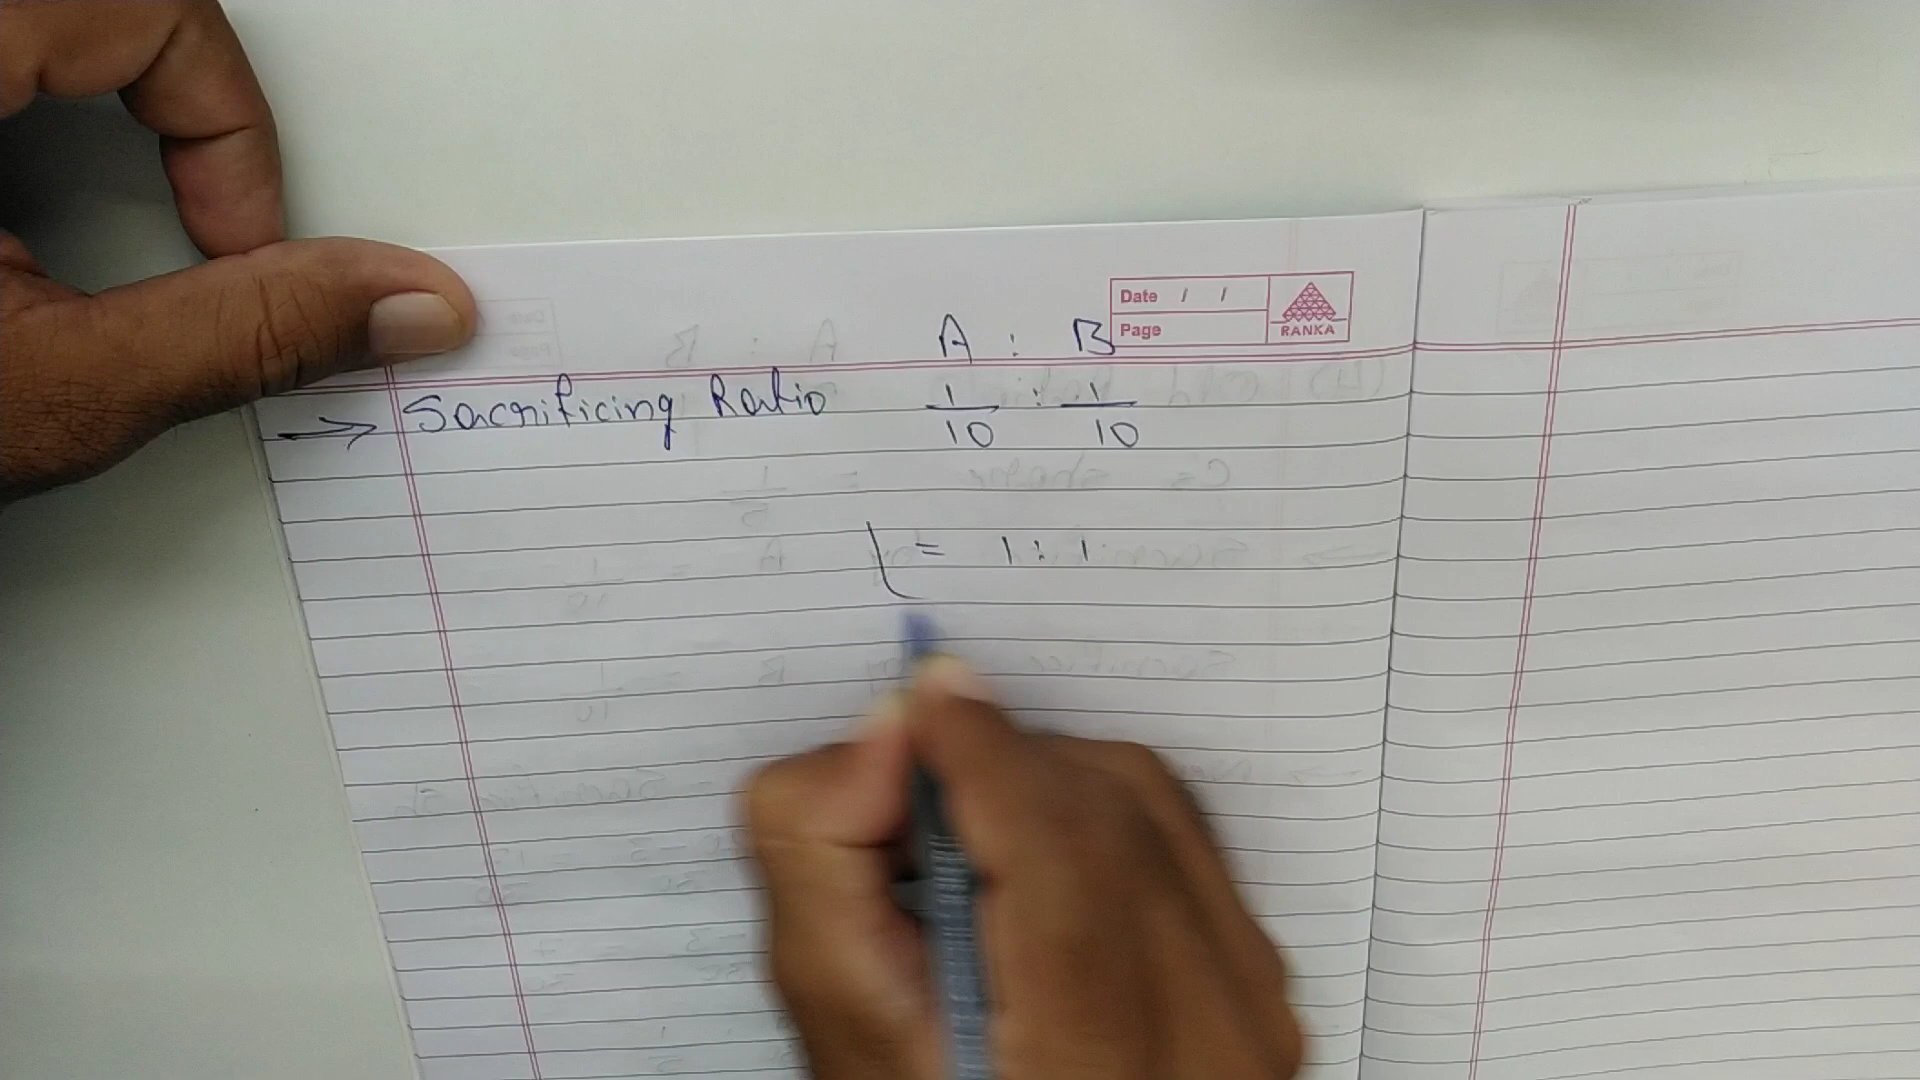 Date / /
Page
RANKA
A : B
→ Sacrificing Ratio 1/10 : 1/10
= 1 : 1